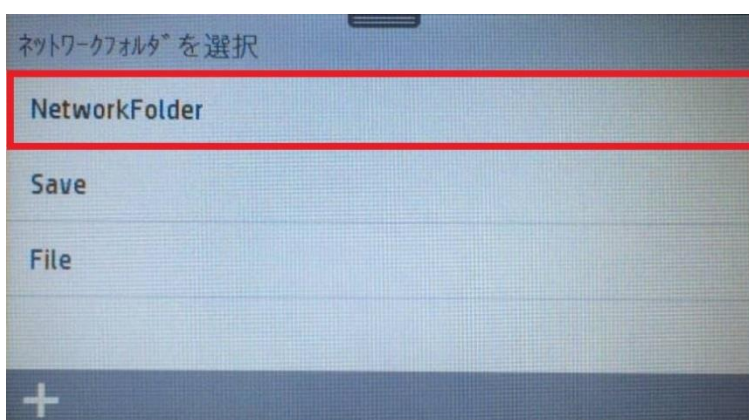 ﾈｯﾄﾜｰｸﾌｫﾙﾀﾞを選択
NetworkFolder
Save
File
+